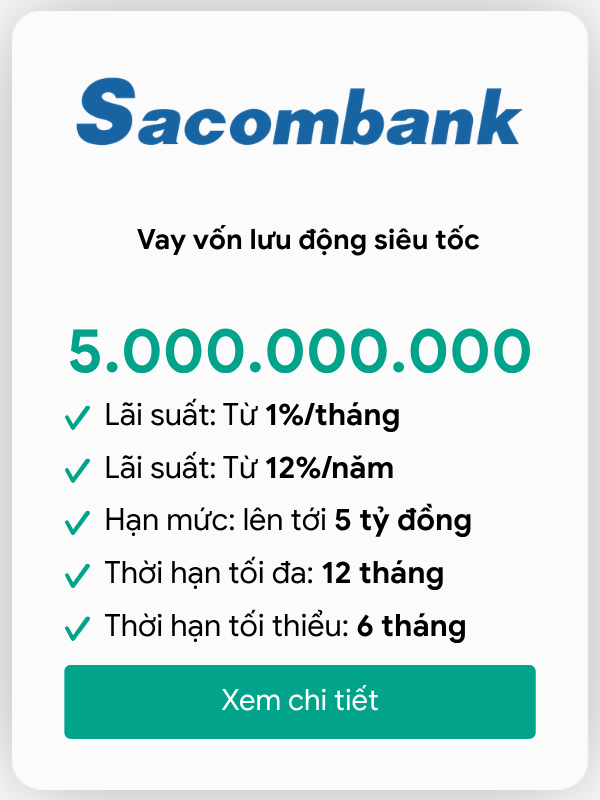 Sacombank
Vay vốn lưu động siêu tốc
5.000.000.000
Lãi suất: Từ 1%/tháng
Lãi suất: Từ 12%/năm
Hạn mức: lên tới 5 tỷ đồng
Thời hạn tối đa: 12 tháng
Thời hạn tối thiểu: 6 tháng
Xem chi tiết